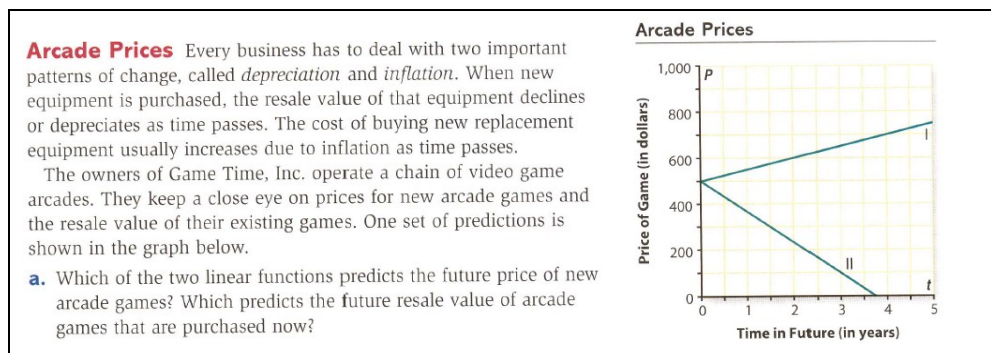 Arcade Prices Every business has to deal with two important
patterns of change, called depreciation and inflation. When new
equipment is purchased, the resale value of that equipment declines
or depreciates as time passes. The cost of buying new replacement
equipment usually increases due to inflation as time passes.
The owners of Game Time, Inc. operate a chain of video game
arcades. They keep a close eye on prices for new arcade games and
the resale value of their existing games. One set of predictions is
shown in the graph below.
a. Which of the two linear functions predicts the future price of new
arcade games? Which predicts the future resale value of arcade
games that are purchased now?
Arcade Prices
Price of Game (in dollars)
1,000
800
600
400
200
0
P
I
II
t
0 1 2 3 4 5
Time in Future (in years)